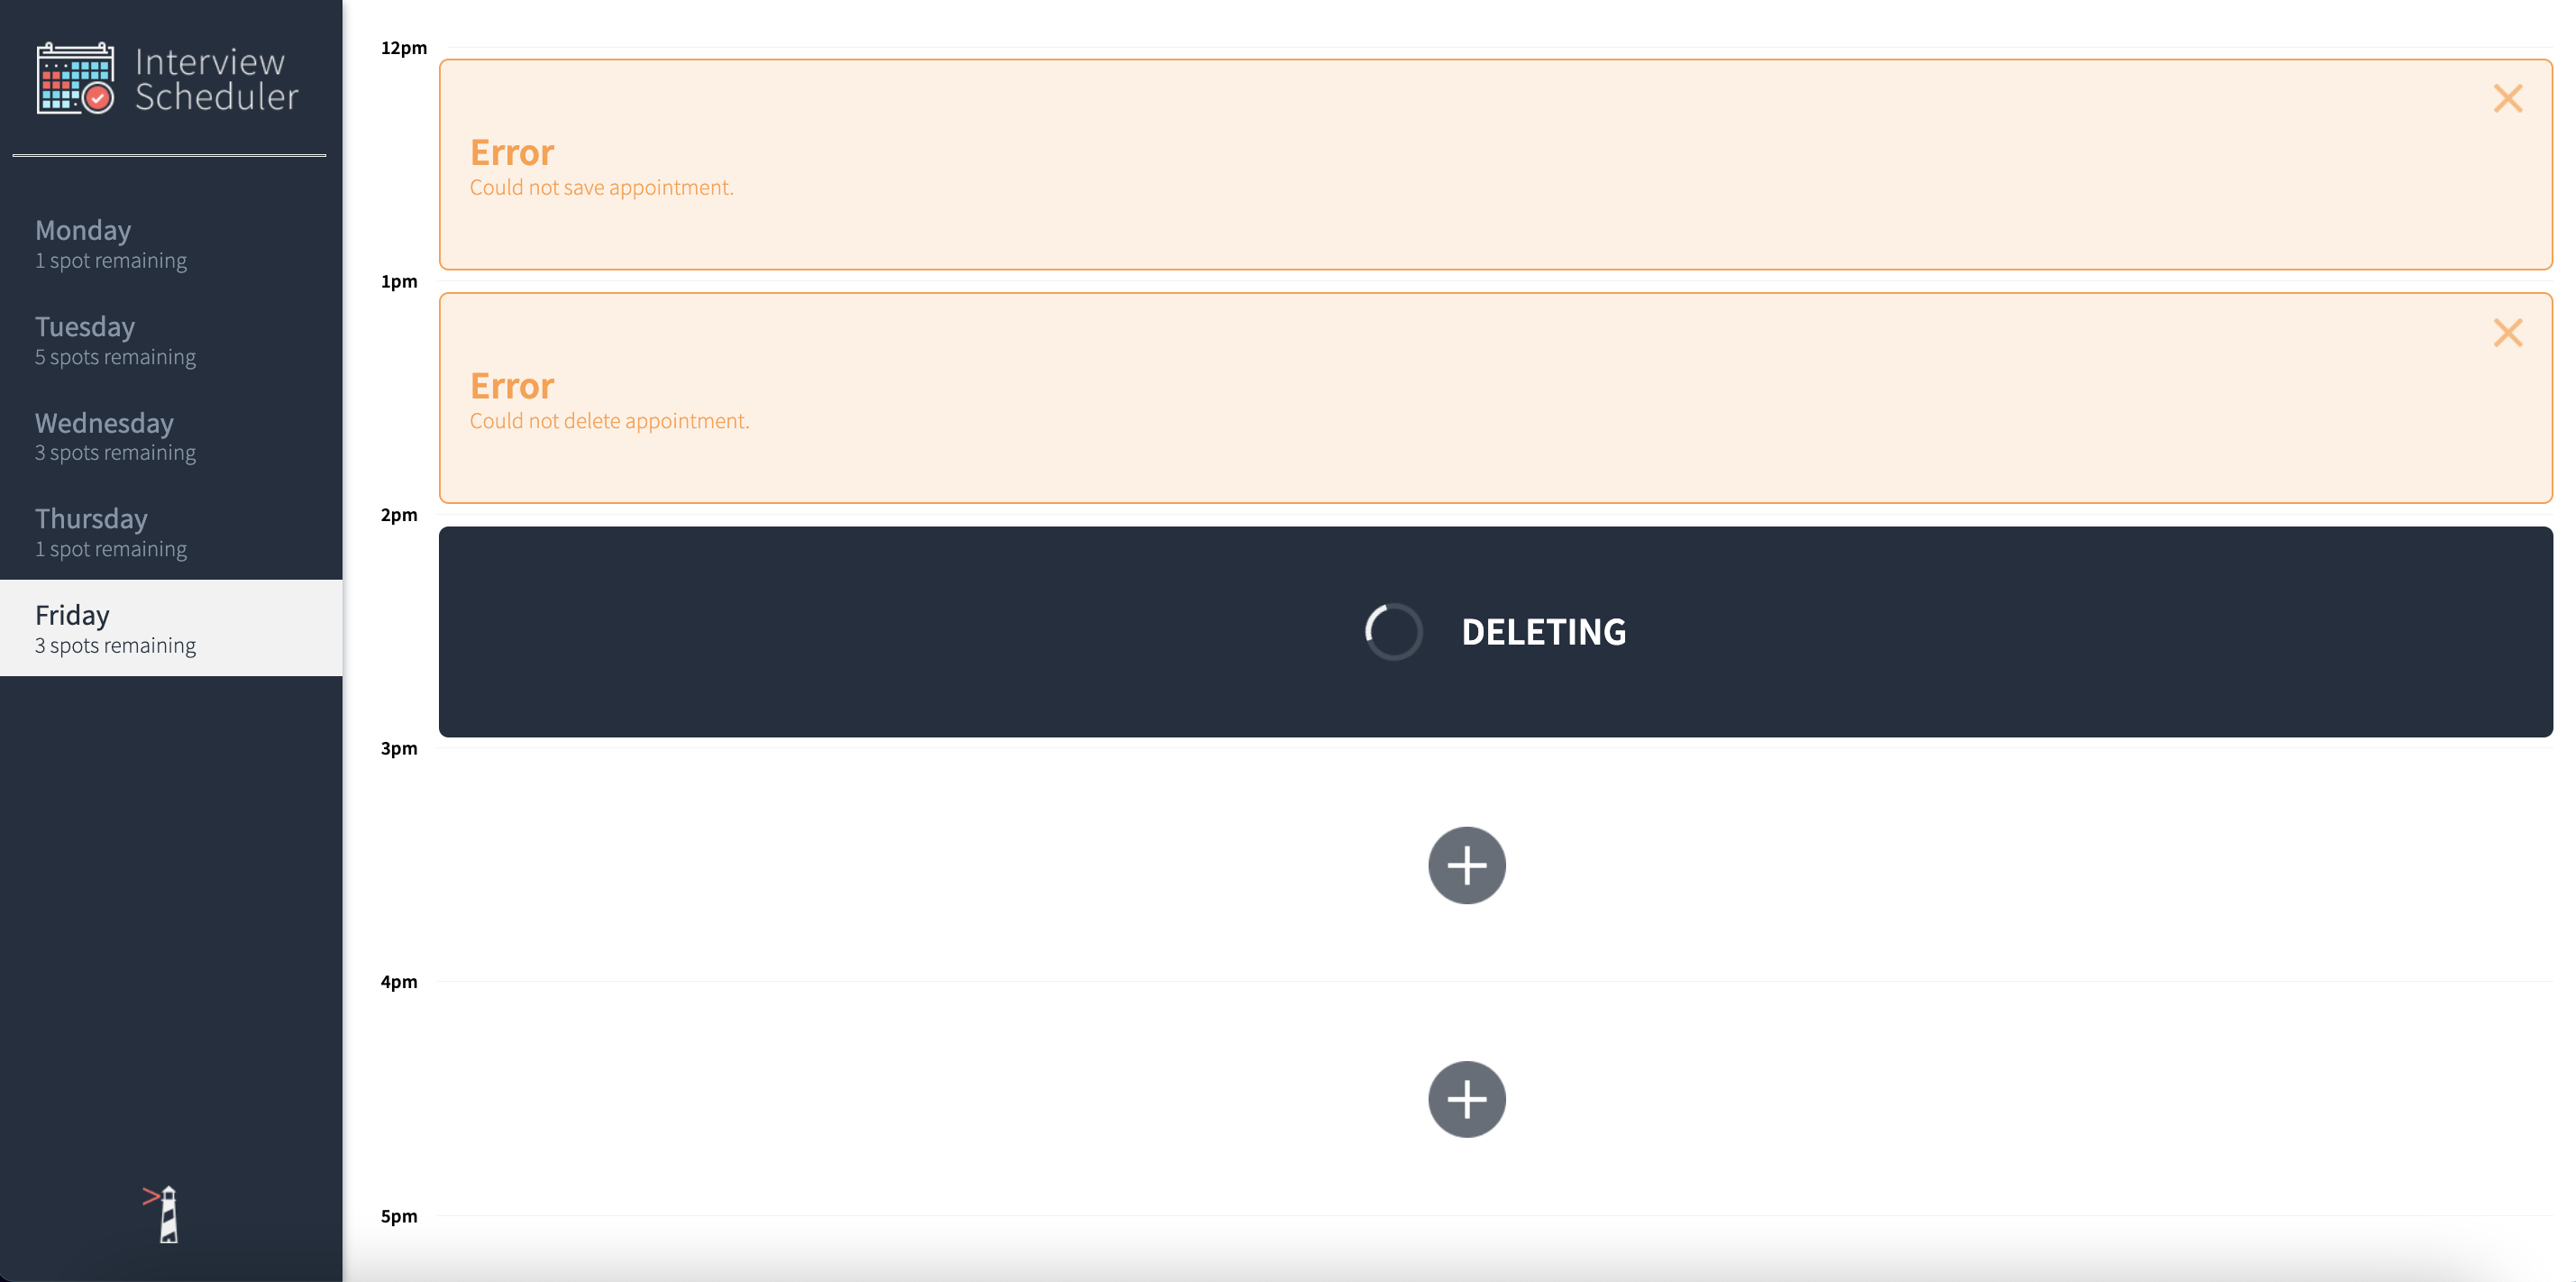 Interview
Scheduler
Monday
1 spot remaining
Tuesday
5 spots remaining
Wednesday
3 spots remaining
Thursday
1 spot remaining
Friday
3 spots remaining
12pm
Error
Could not save appointment.
1pm
Error
Could not delete appointment.
2pm
DELETING
3pm
4pm
5pm